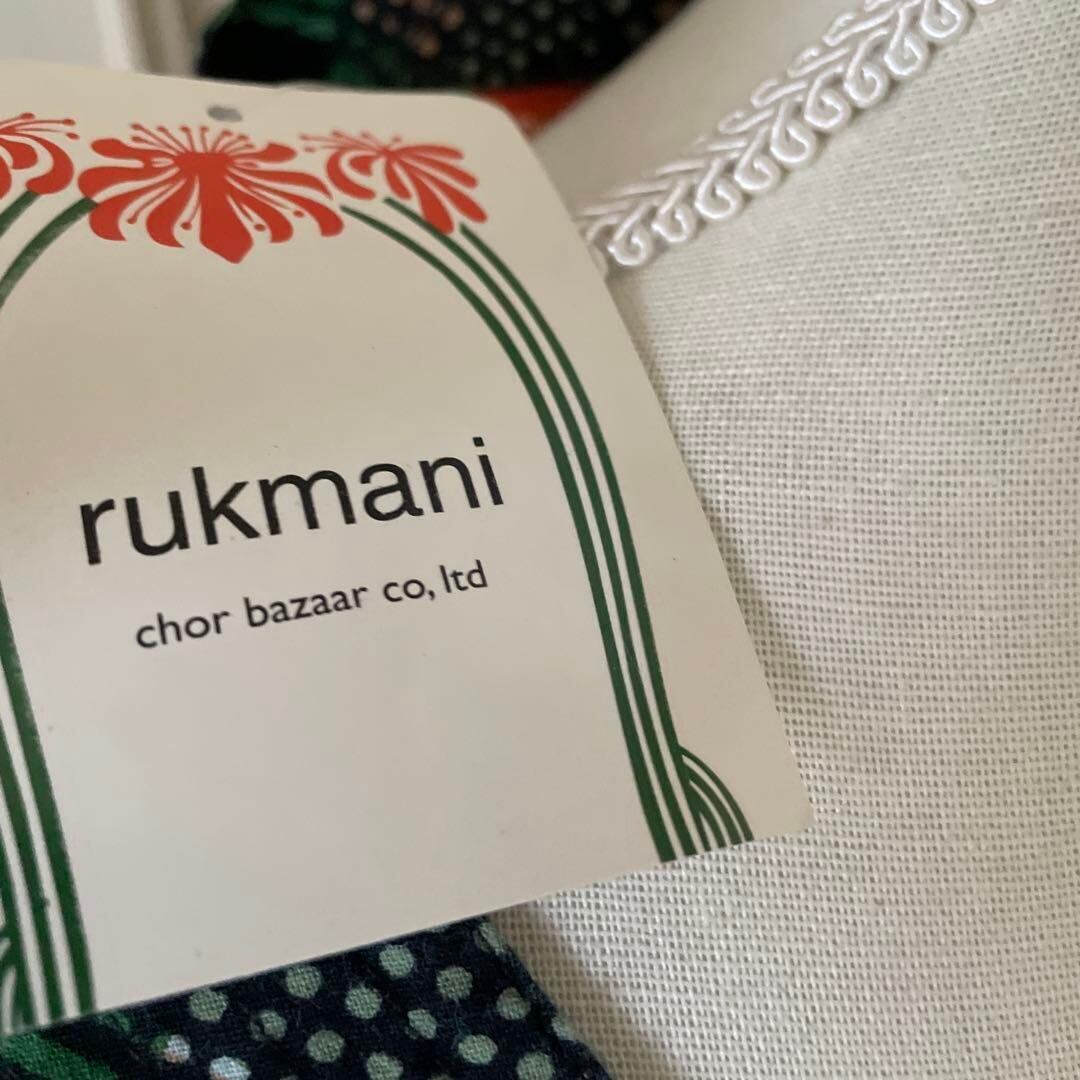 rukmani
chor bazaar co, ltd